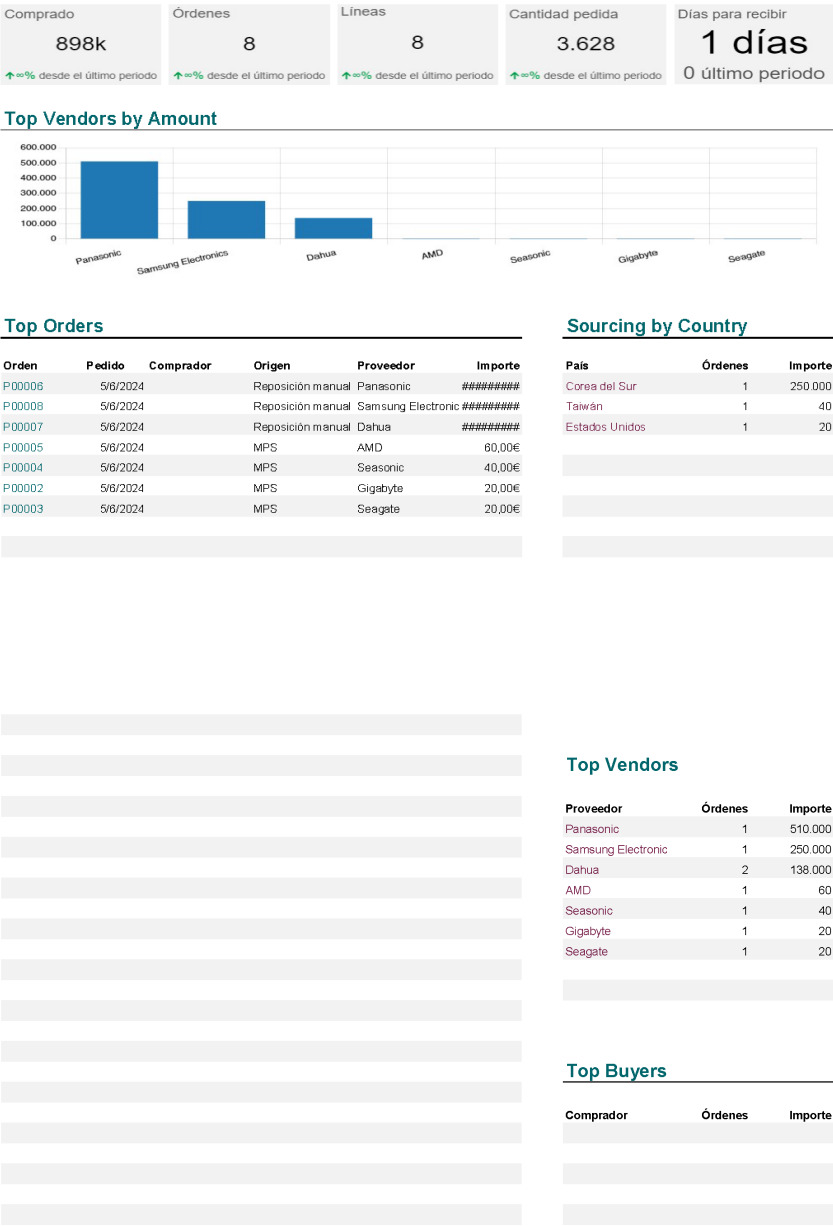 Comprado
898k
↑∞% desde el último periodo
Órdenes
8
↑∞% desde el último periodo
Líneas
8
↑∞% desde el último periodo
Cantidad pedida
3.628
↑∞% desde el último periodo
Días para recibir
1 días
0 último periodo
Top Vendors by Amount
600.000
500.000
400.000
300.000
200.000
100.000
0
Panasonic
Samsung Electronics
Dahua
AMD
Seasonic
Gigabyte
Seagate
Top Orders
Orden Pedido Comprador Origen Proveedor Importe
P00006 5/6/2024 Reposición manual Panasonic #########
P00008 5/6/2024 Reposición manual Samsung Electronic #########
P00007 5/6/2024 Reposición manual Dahua #########
P00005 5/6/2024 MPS AMD 60,00€
P00004 5/6/2024 MPS Seasonic 40,00€
P00002 5/6/2024 MPS Gigabyte 20,00€
P00003 5/6/2024 MPS Seagate 20,00€
Sourcing by Country
País Órdenes Importe
Corea del Sur 1 250.000
Taiwán 1 40
Estados Unidos 1 20
Top Vendors
Proveedor Órdenes Importe
Panasonic 1 510.000
Samsung Electronic 1 250.000
Dahua 2 138.000
AMD 1 60
Seasonic 1 40
Gigabyte 1 20
Seagate 1 20
Top Buyers
Comprador Órdenes Importe